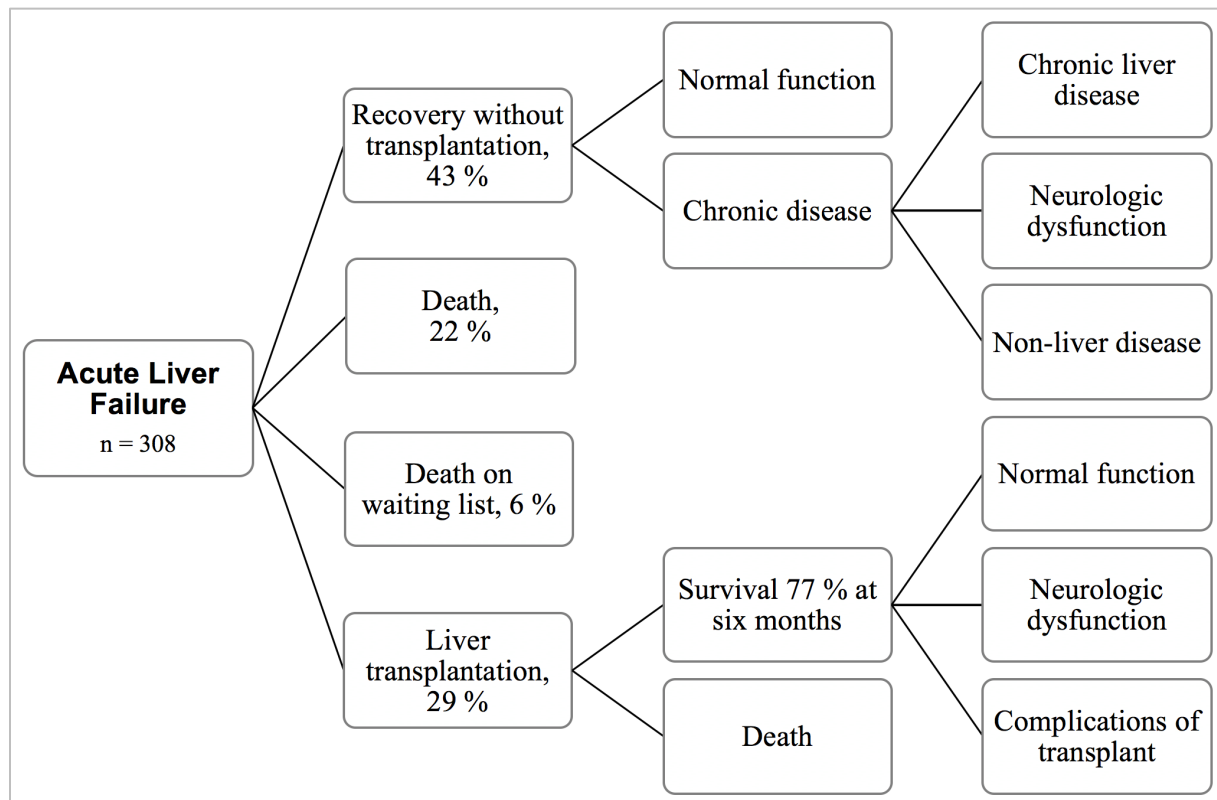 Acute Liver
Failure
n = 308
Recovery without
transplantation,
43 %
Death,
22 %
Death on
waiting list, 6 %
Liver
transplantation,
29 %
Normal function
Chronic disease
Survival 77 % at
six months
Death
Chronic liver
disease
Neurologic
dysfunction
Non-liver disease
Normal function
Neurologic
dysfunction
Complications of
transplant